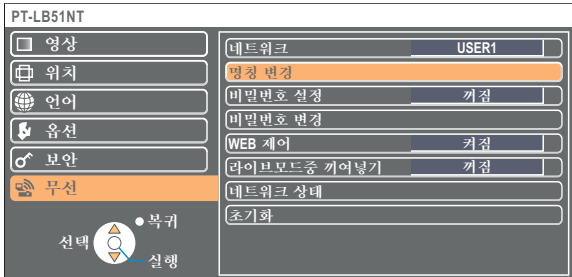 PT-LB51NT
영상
위치
언어
옵션
보안
무선
선택
복귀
실행
네트워크 USER1
명칭 변경
비밀번호 설정 꺼짐
비밀번호 변경
WEB 제어 켜짐
라이브모드중 끼어넣기 꺼짐
네트워크 상태
초기화